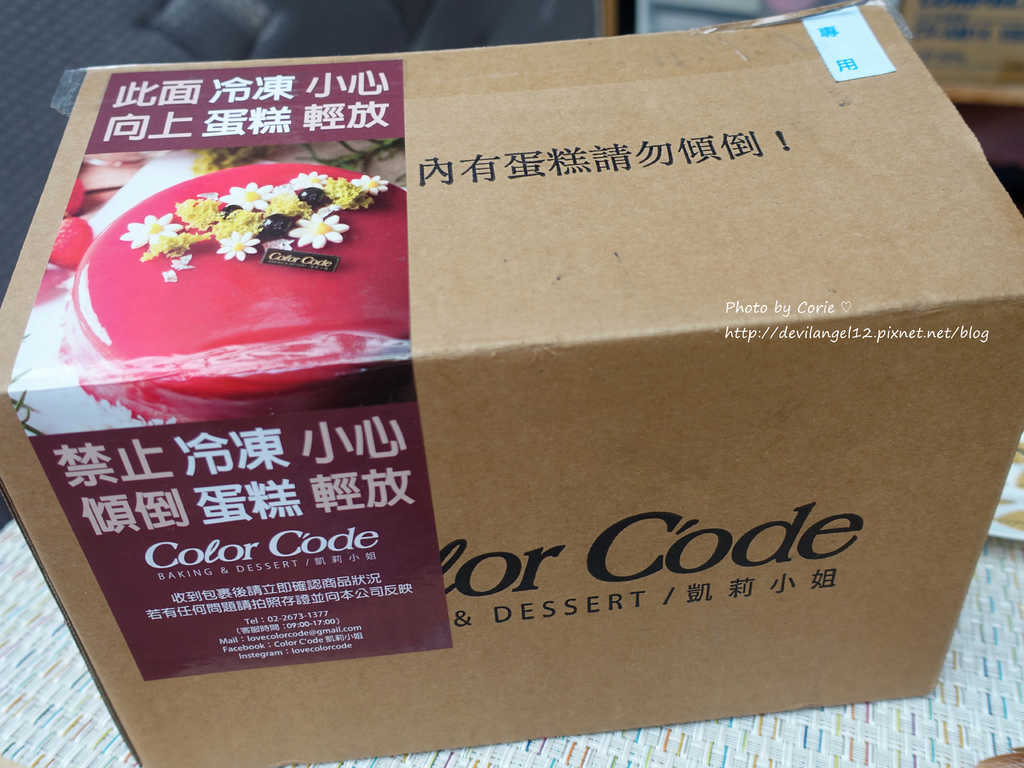 專用
此面 冷凍 小心
向上 蛋糕 輕放
內有蛋糕請勿傾倒！
Color C'ode
Photo by Corie ♡
http://devilangel12.pixnet.net/blog
禁止 冷凍 小心
傾倒 蛋糕 輕放
Color C'ode
BAKING & DESSERT / 凱莉小姐
收到包裹後請立即確認商品狀況
若有任何問題請拍照存證並向本公司反映
Tel：02-2673-1377
（客服時間：09:00-17:00）
Mail：lovecolorcode@gmail.com
Facebook：Color C'ode 凱莉小姐
Instegram：lovecolorcode
lor C'ode
& DESSERT / 凱莉小姐